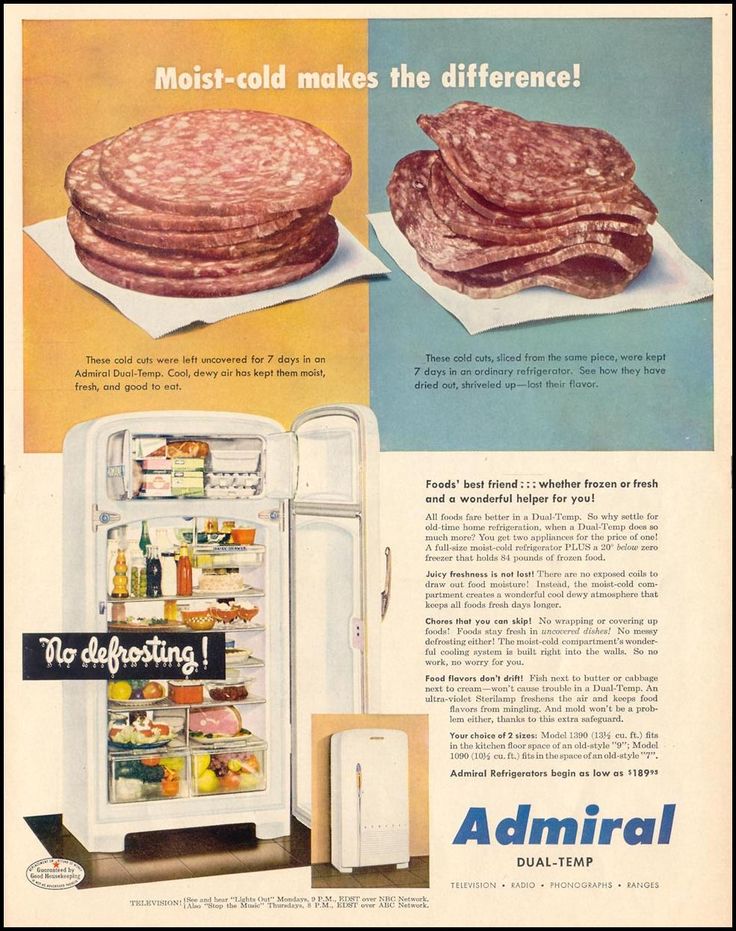 Moist-cold makes the difference!
These cold cuts were left uncovered for 7 days in an
Admiral Dual-Temp. Cool, dewy air has kept them moist,
fresh, and good to eat.
These cold cuts, sliced from the same piece, were kept
7 days in an ordinary refrigerator. See how they have
dried out, shriveled up—lost their flavor.
No defrosting!
Foods' best friend : : : whether frozen or fresh
and a wonderful helper for you!
All foods fare better in a Dual-Temp. So why settle for
old-time home refrigeration, when a Dual-Temp does so
much more? You get two appliances for the price of one!
A full-size moist-cold refrigerator PLUS a 20° below zero
freezer that holds 84 pounds of frozen food.
Juicy freshness is not lost! There are no exposed coils to
draw out food moisture! Instead, the moist-cold com-
partment creates a wonderful cool dewy atmosphere that
keeps all foods fresh days longer.
Chores that you can skip! No wrapping or covering up
foods! Foods stay fresh in uncovered dishes! No messy
defrosting either! The moist-cold compartment's wonder-
ful cooling system is built right into the walls. So no
work, no worry for you.
Food flavors don't drift! Fish next to butter or cabbage
next to cream—won't cause trouble in a Dual-Temp. An
ultra-violet Sterilamp freshens the air and keeps food
flavors from mingling. And mold won't be a prob-
lem either, thanks to this extra safeguard.
Your choice of 2 sizes: Model 1390 (13½ cu. ft.) fits
in the kitchen floor space of an old-style "9"; Model
1090 (10½ cu. ft.) fits in the space of an old-style "7".
Admiral Refrigerators begin as low as $189⁹⁵
Admiral
DUAL-TEMP
TELEVISION • RADIO • PHONOGRAPHS • RANGES
Guaranteed by
Good Housekeeping
TELEVISION! See and hear "Lights Out" Mondays, 9 P.M., EDST over NBC Network.
Also "Stop the Music" Thursdays, 8 P.M., EDST over ABC Network.